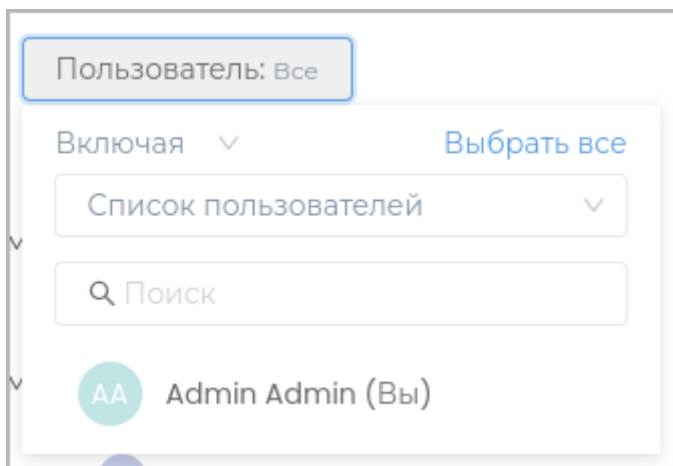 Пользователь: Все
Включая Выбрать все
Список пользователей
Поиск
AA Admin Admin (Вы)